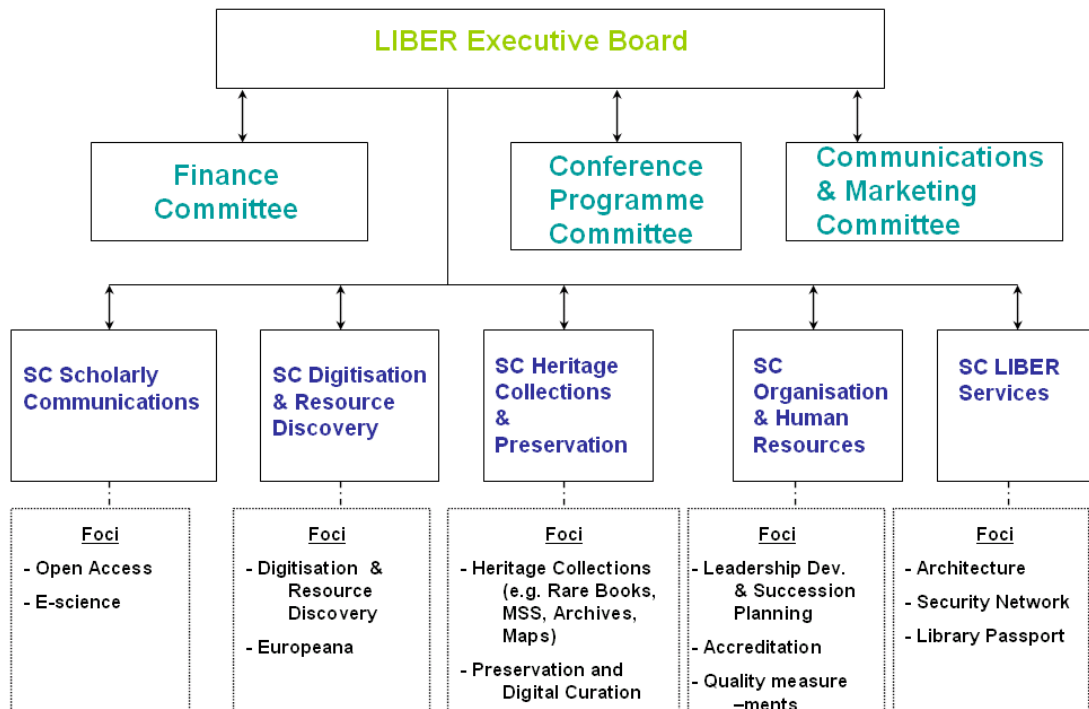 LIBER Executive Board
Finance
Committee
Conference
Programme
Committee
Communications
& Marketing
Committee
SC Scholarly
Communications
SC Digitisation
& Resource
Discovery
SC Heritage
Collections
&
Preservation
SC
Organisation
& Human
Resources
SC LIBER
Services
Foci
- Open Access
- E-science
Foci
- Digitisation &
Resource
Discovery
- Europeana
Foci
- Heritage Collections
(e.g. Rare Books,
MSS, Archives,
Maps)
- Preservation and
Digital Curation
Foci
- Leadership Dev.
& Succession
Planning
- Accreditation
- Quality measure
–ments
Foci
- Architecture
- Security Network
- Library Passport